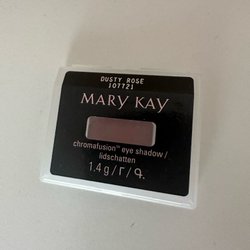 DUSTY ROSE
107721
MARY KAY
chromafusion™ eye shadow /
lidschatten
1.4 g / г / գ.